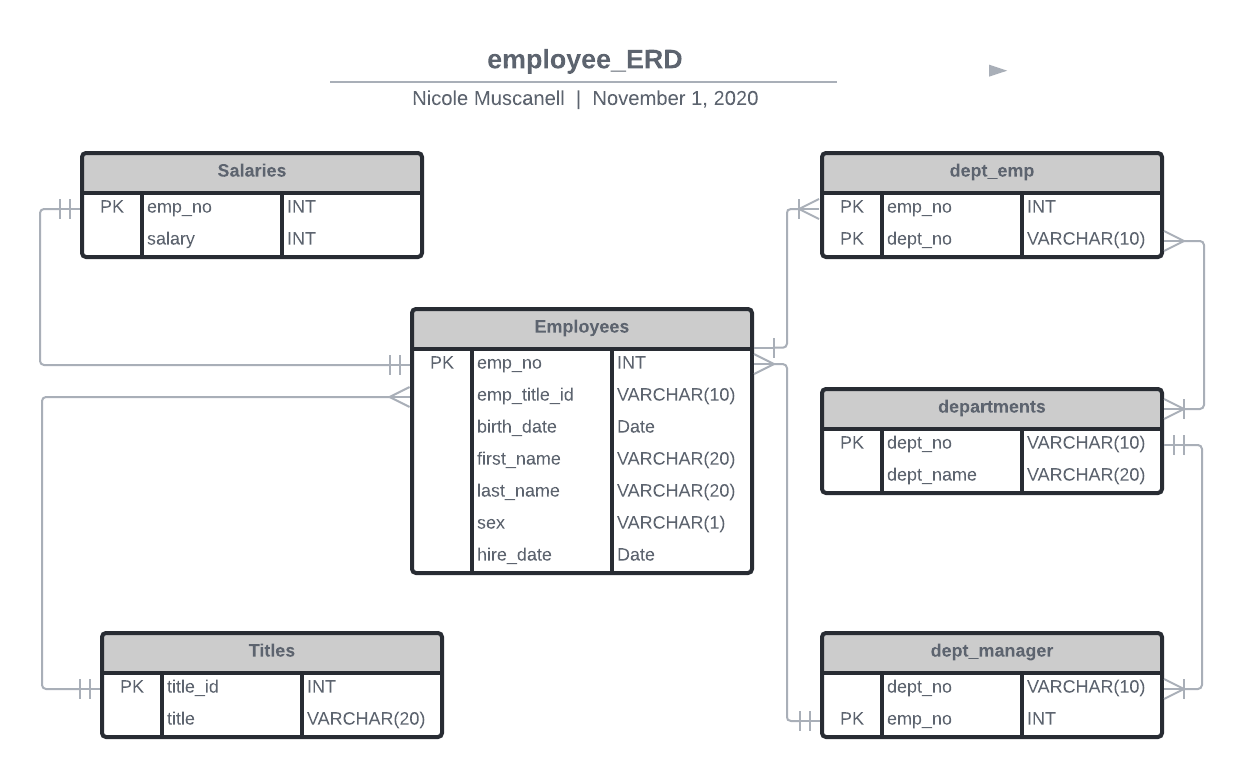 employee_ERD
Nicole Muscanell | November 1, 2020
Salaries
PK emp_no INT
salary INT
dept_emp
PK emp_no INT
PK dept_no VARCHAR(10)
Employees
PK emp_no INT
emp_title_id VARCHAR(10)
birth_date Date
first_name VARCHAR(20)
last_name VARCHAR(20)
sex VARCHAR(1)
hire_date Date
departments
PK dept_no VARCHAR(10)
dept_name VARCHAR(20)
Titles
PK title_id INT
title VARCHAR(20)
dept_manager
dept_no VARCHAR(10)
PK emp_no INT